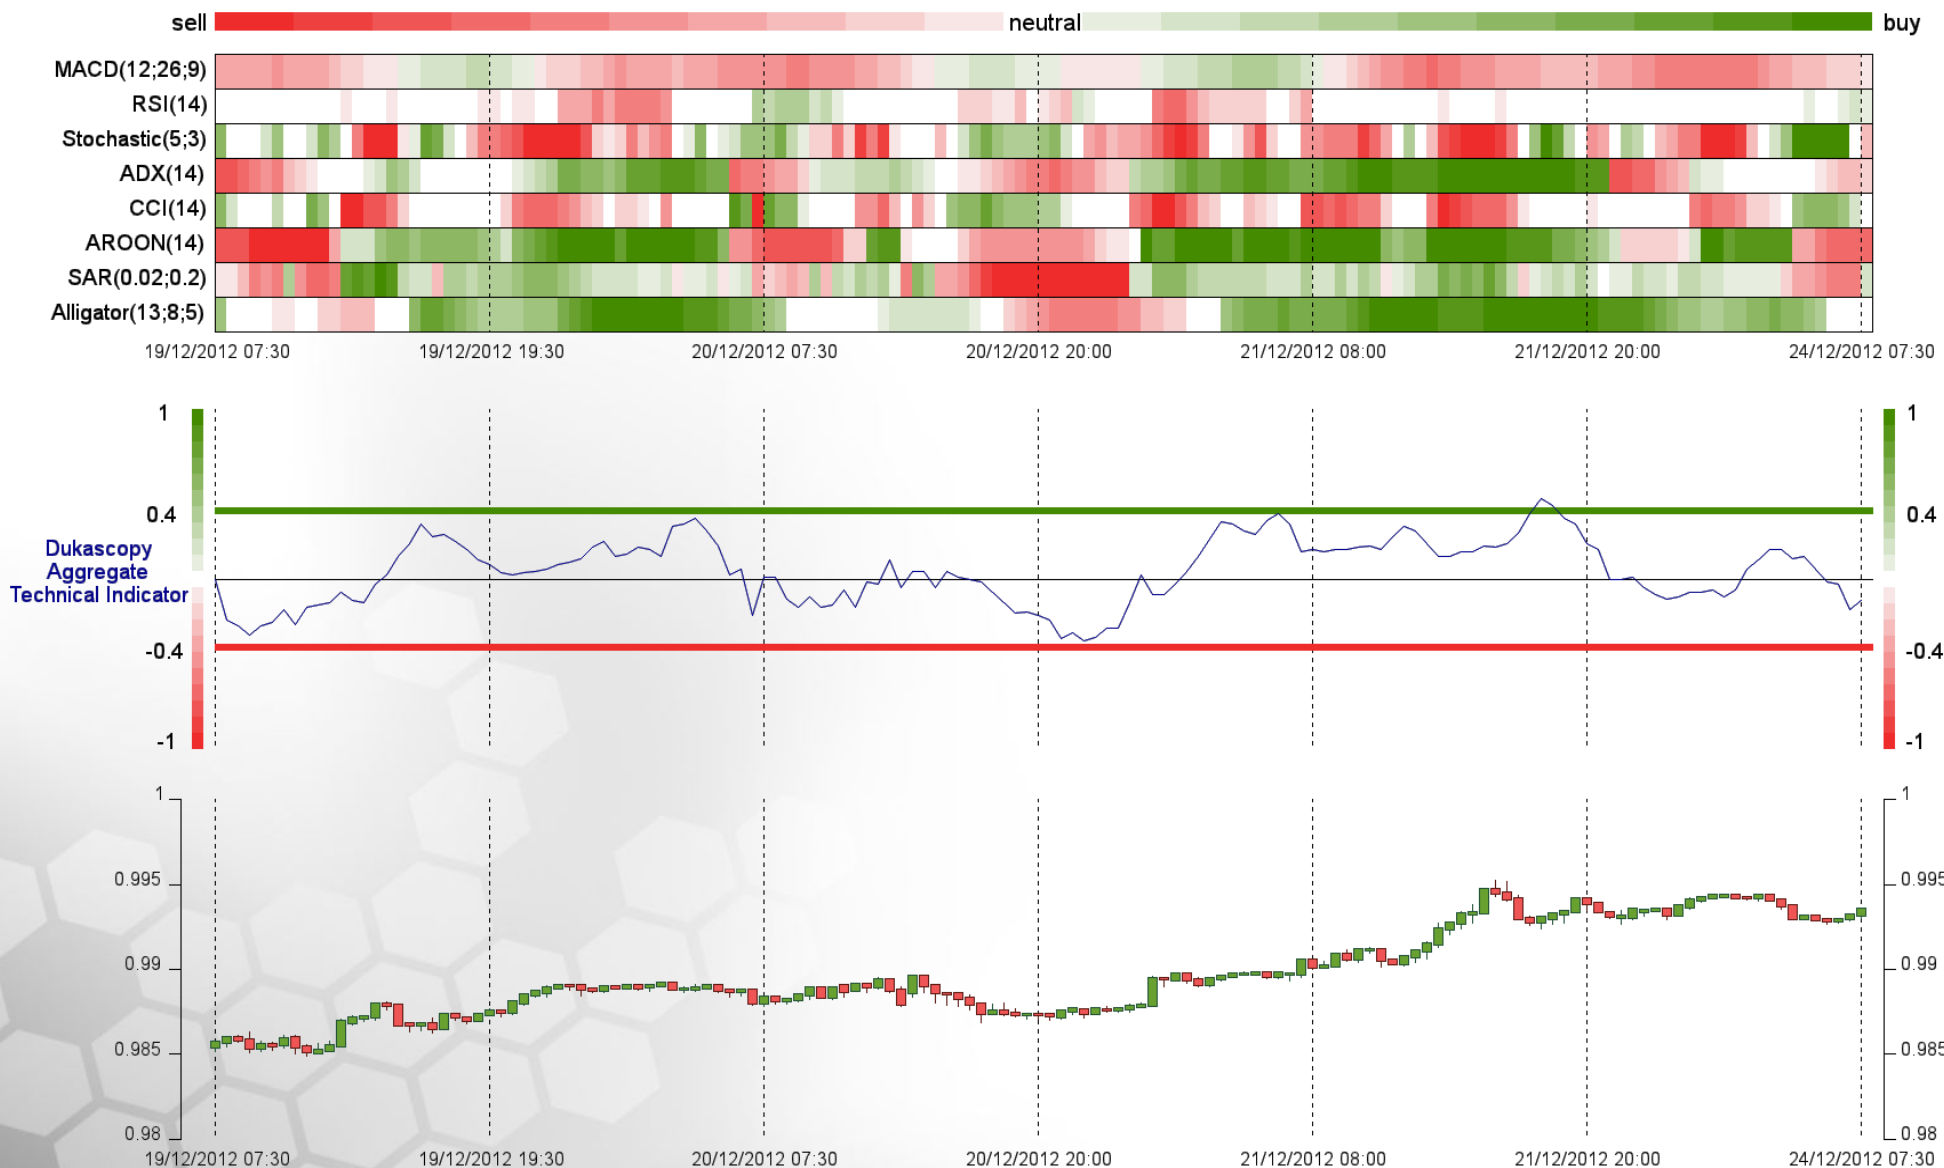 sell neutral buy
MACD(12;26;9)
RSI(14)
Stochastic(5;3)
ADX(14)
CCI(14)
AROON(14)
SAR(0.02;0.2)
Alligator(13;8;5)
19/12/2012 07:30 19/12/2012 19:30 20/12/2012 07:30 20/12/2012 20:00 21/12/2012 08:00 21/12/2012 20:00 24/12/2012 07:30
1 1
0.4 0.4
Dukascopy
Aggregate
Technical Indicator
-0.4 -0.4
-1 -1
1 1
0.995 0.995
0.99 0.99
0.985 0.985
0.98 0.98
19/12/2012 07:30 19/12/2012 19:30 20/12/2012 07:30 20/12/2012 20:00 21/12/2012 08:00 21/12/2012 20:00 24/12/2012 07:30